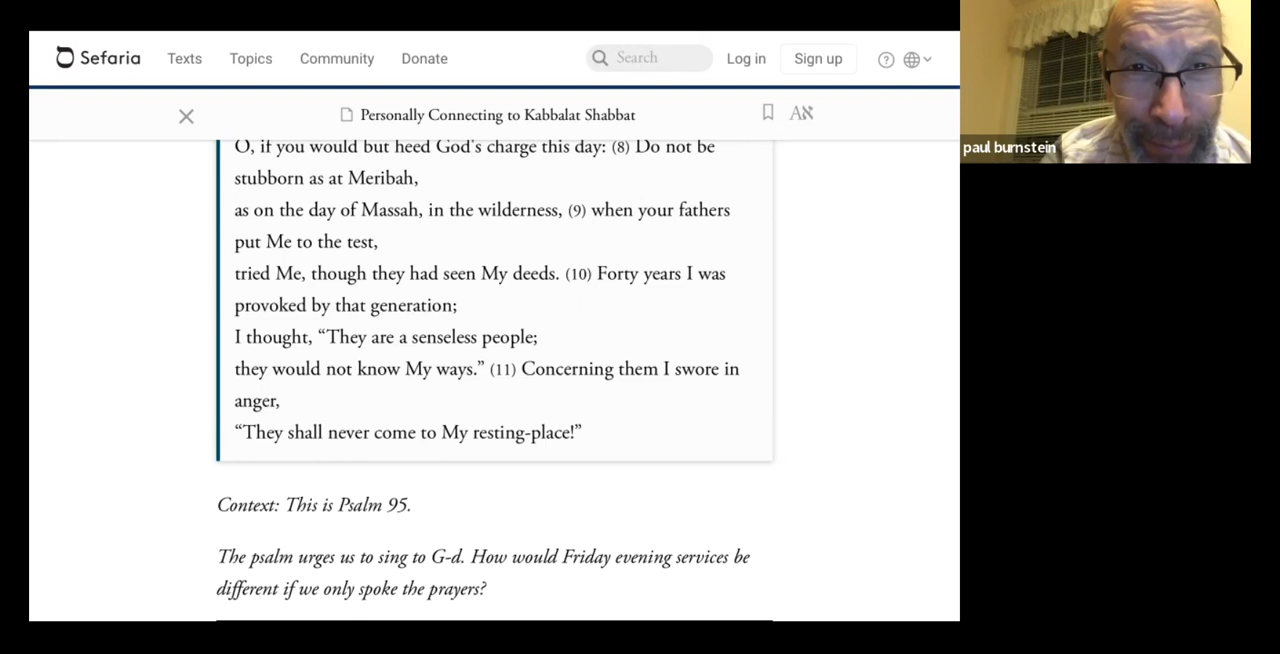 Sefaria Texts Topics Community Donate Search Log in Sign up
Personally Connecting to Kabbalat Shabbat Aא
paul burnstein
O, if you would but heed God's charge this day: (8) Do not be
stubborn as at Meribah,
as on the day of Massah, in the wilderness, (9) when your fathers
put Me to the test,
tried Me, though they had seen My deeds. (10) Forty years I was
provoked by that generation;
I thought, “They are a senseless people;
they would not know My ways.” (11) Concerning them I swore in
anger,
“They shall never come to My resting-place!”
Context: This is Psalm 95.
The psalm urges us to sing to G-d. How would Friday evening services be
different if we only spoke the prayers?